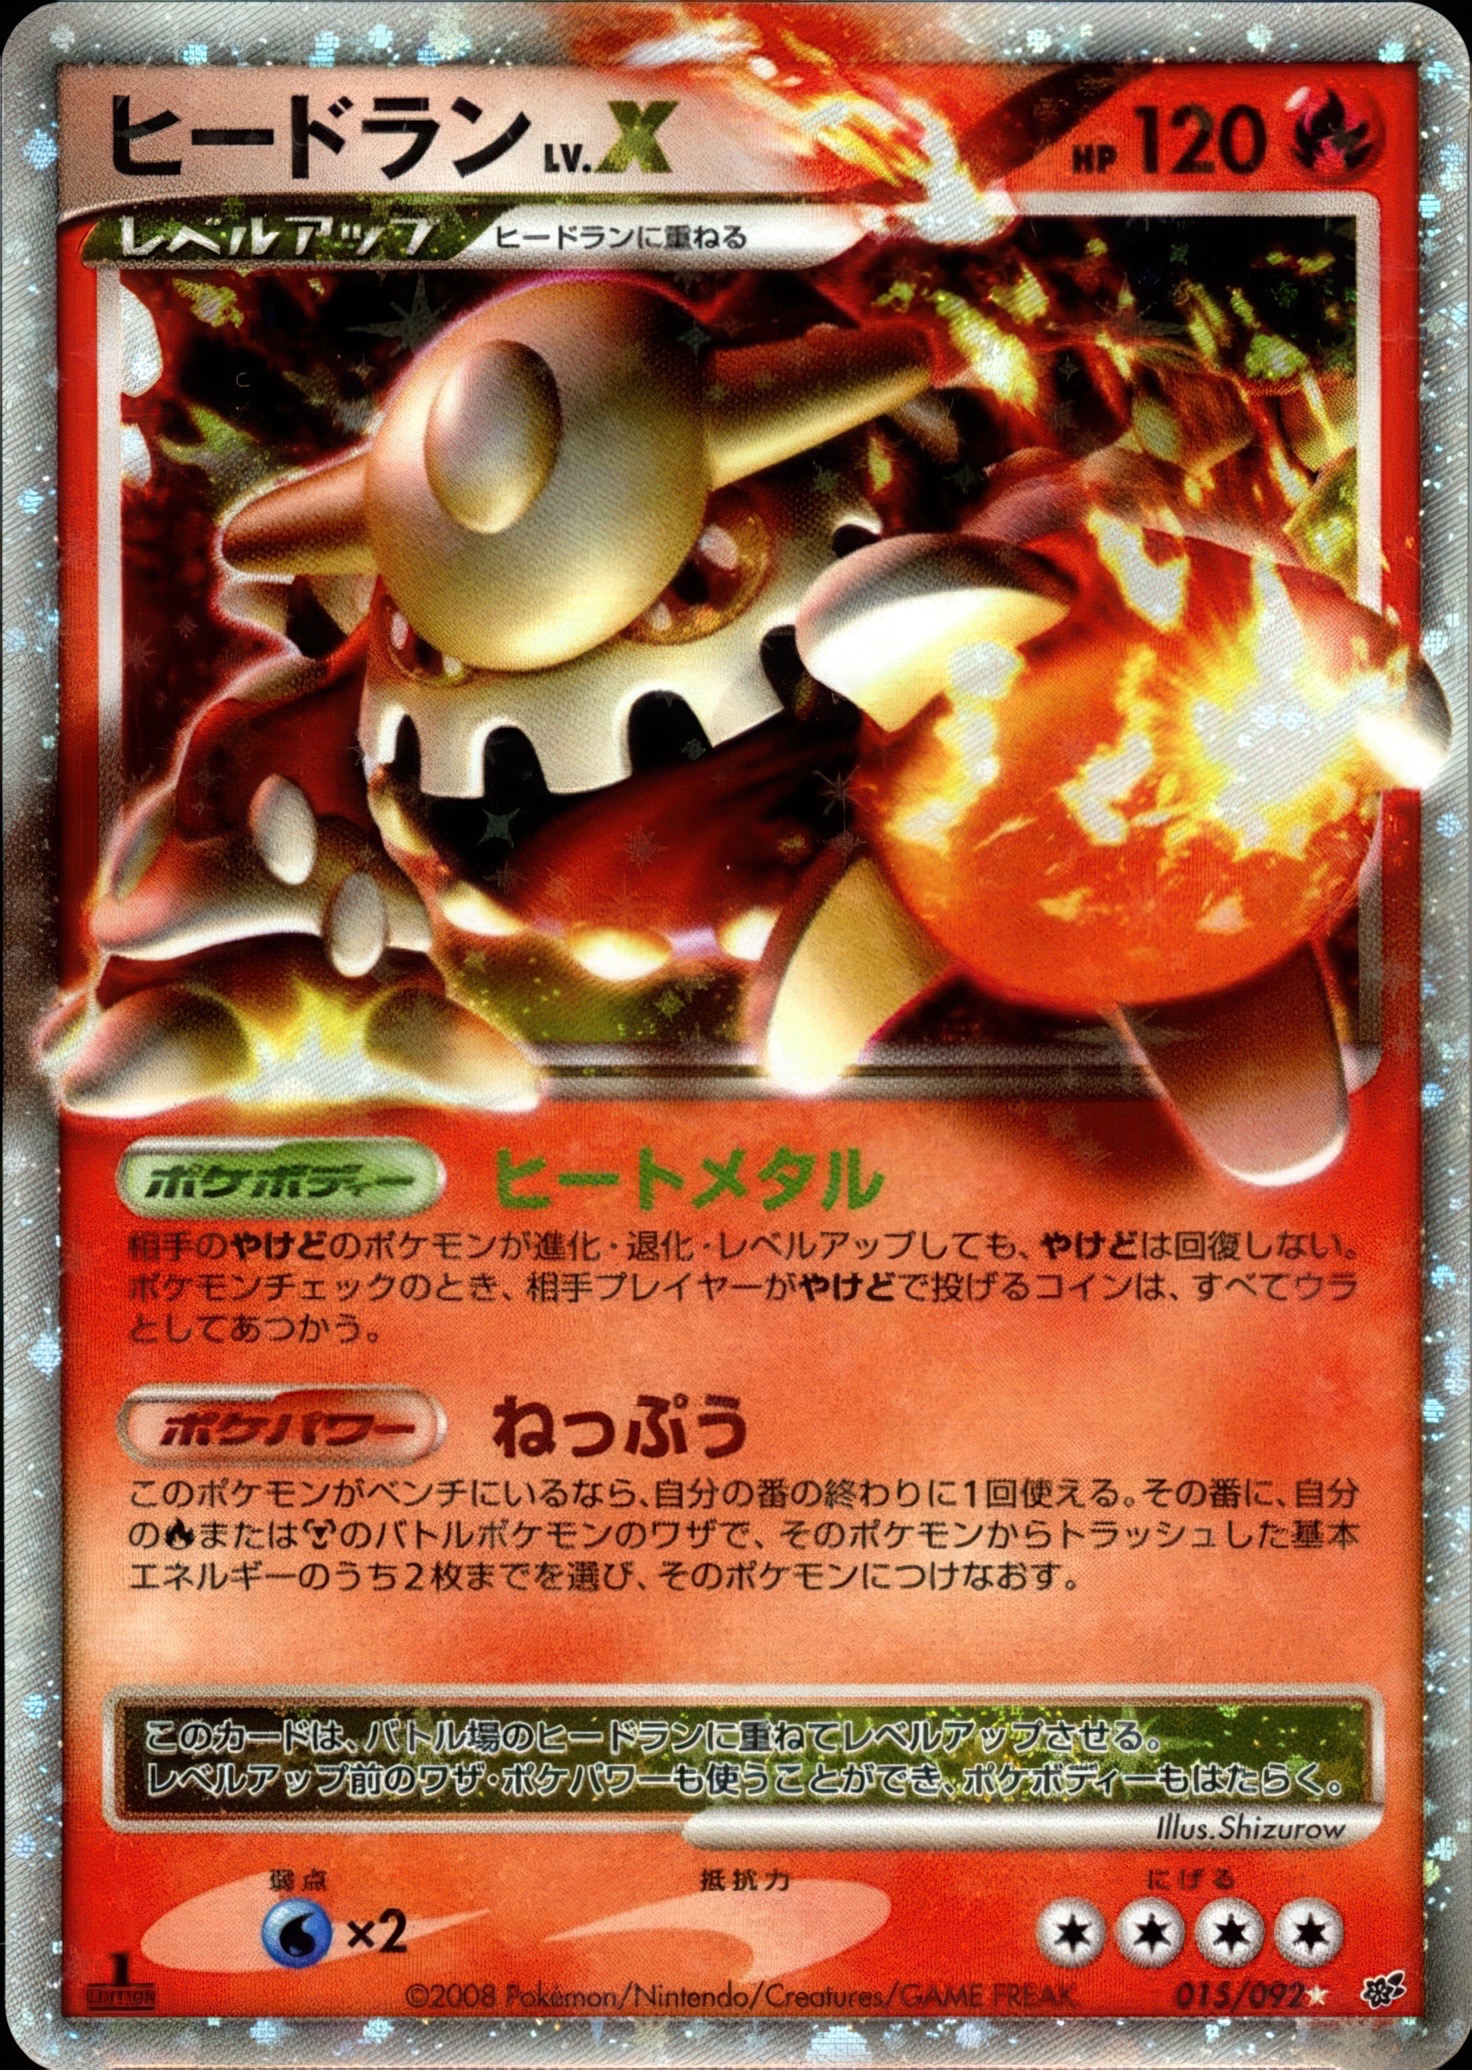 ヒードラン LV.X HP 120
レベルアップ ヒードランに重ねる
ポケボディー ヒートメタル
相手のやけどのポケモンが進化・退化・レベルアップしても、やけどは回復しない。
ポケモンチェックのとき、相手プレイヤーがやけどで投げるコインは、すべてウラ
としてあつかう。
ポケパワー ねっぷう
このポケモンがベンチにいるなら、自分の番の終わりに1回使える。その番に、自分
のまたはのバトルポケモンのワザで、そのポケモンからトラッシュした基本
エネルギーのうち2枚までを選び、そのポケモンにつけなおす。
このカードは、バトル場のヒードランに重ねてレベルアップさせる。
レベルアップ前のワザ・ポケパワーも使うことができ、ポケボディーもはたらく。
Illus.Shizurow
弱点 抵抗力 にげる
×2
1 EDITION
©2008 Pokémon/Nintendo/Creatures/GAME FREAK 015/092★